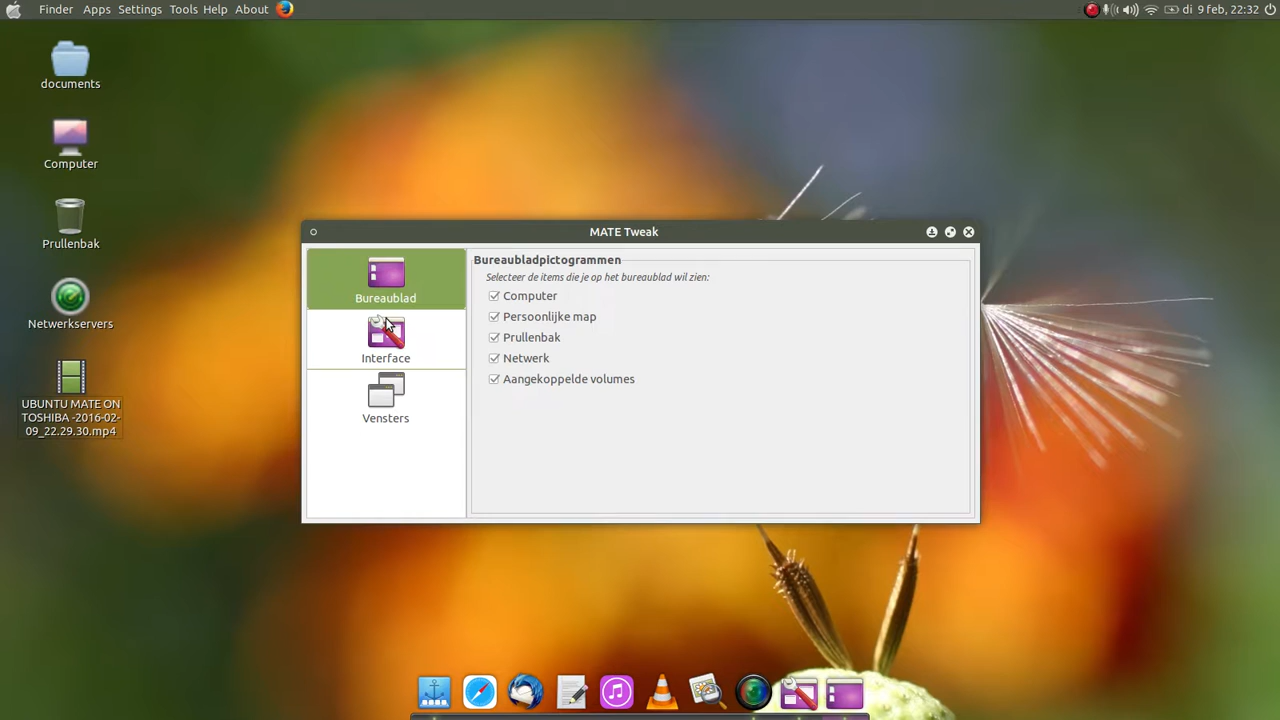 Finder Apps Settings Tools Help About
di 9 feb, 22:32
documents
Computer
Prullenbak
Netwerkservers
UBUNTU MATE ON
TOSHIBA -2016-02-
09_22.29.30.mp4
MATE Tweak
Bureaublad
Interface
Vensters
Bureaubladpictogrammen
Selecteer de items die je op het bureaublad wil zien:
Computer
Persoonlijke map
Prullenbak
Netwerk
Aangekoppelde volumes